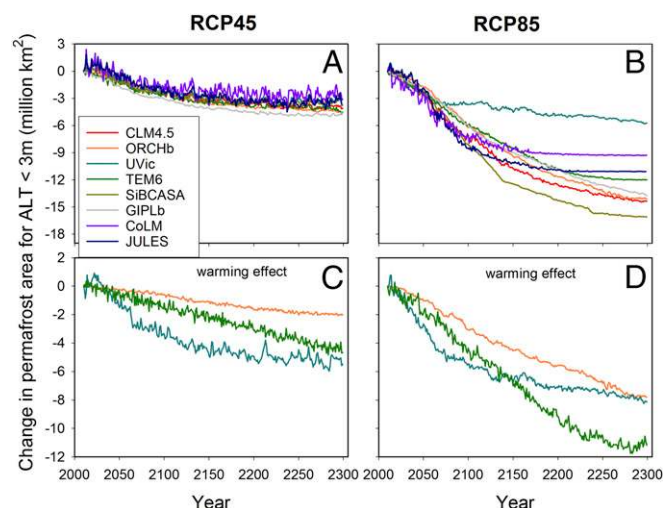 RCP45
RCP85
Change in permafrost area for ALT < 3m (million km²)
3
0
-3
-6
-9
-12
-15
-18
A
B
CLM4.5
ORCHb
UVic
TEM6
SiBCASA
GIPLb
CoLM
JULES
2
0
-2
-4
-6
-8
-10
-12
warming effect
C
warming effect
D
2000 2050 2100 2150 2200 2250 2300
2000 2050 2100 2150 2200 2250 2300
Year
Year